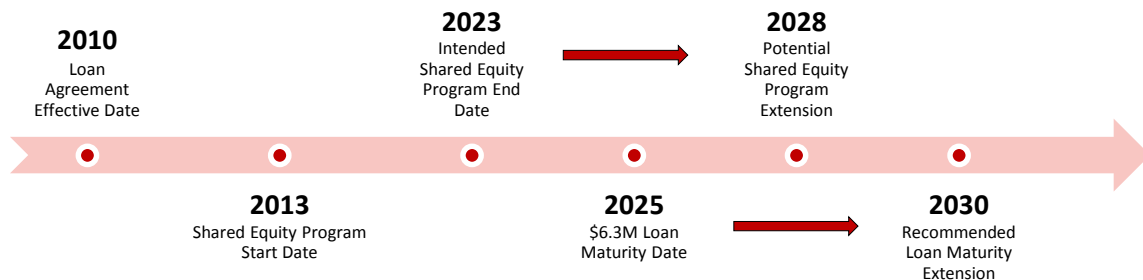 2010
Loan
Agreement
Effective Date
2023
Intended
Shared Equity
Program End
Date
2028
Potential
Shared Equity
Program
Extension
2013
Shared Equity Program
Start Date
2025
$6.3M Loan
Maturity Date
2030
Recommended
Loan Maturity
Extension